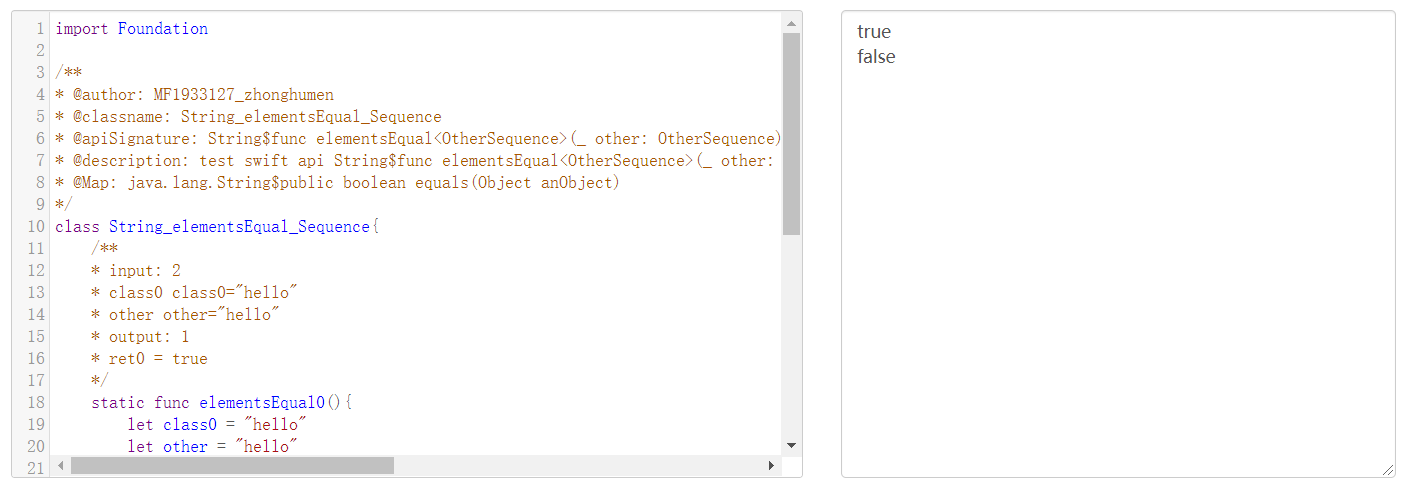 1 import Foundation
2
3 /**
4 * @author: MF1933127_zhonghumen
5 * @classname: String_elementsEqual_Sequence
6 * @apiSignature: String$func elementsEqual<OtherSequence>(_ other: OtherSequence)
7 * @description: test swift api String$func elementsEqual<OtherSequence>(_ other:
8 * @Map: java.lang.String$public boolean equals(Object anObject)
9 */
10 class String_elementsEqual_Sequence{
11 /**
12 * input: 2
13 * class0 class0="hello"
14 * other other="hello"
15 * output: 1
16 * ret0 = true
17 */
18 static func elementsEqual0(){
19 let class0 = "hello"
20 let other = "hello"
21
true
false